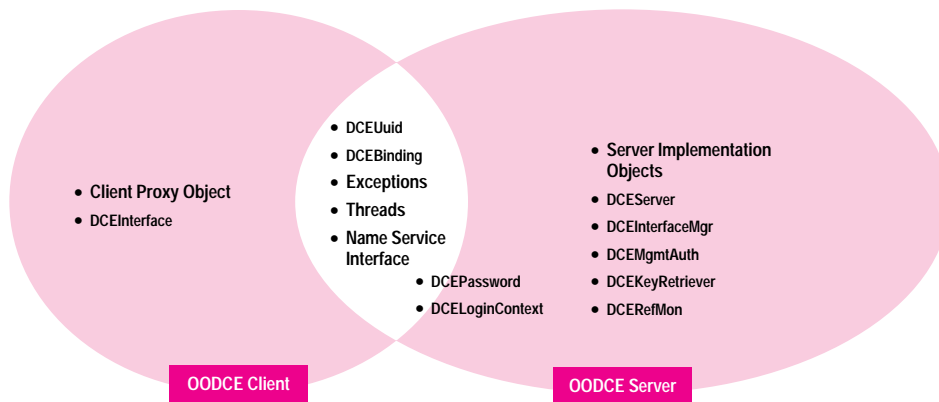 • Client Proxy Object
• DCEInterface
• DCEUuid
• DCEBinding
• Exceptions
• Threads
• Name Service
Interface
• DCEPassword
• DCELoginContext
• Server Implementation
Objects
• DCEServer
• DCEInterfaceMgr
• DCEMgmtAuth
• DCEKeyRetriever
• DCERefMon
OODCE Client
OODCE Server